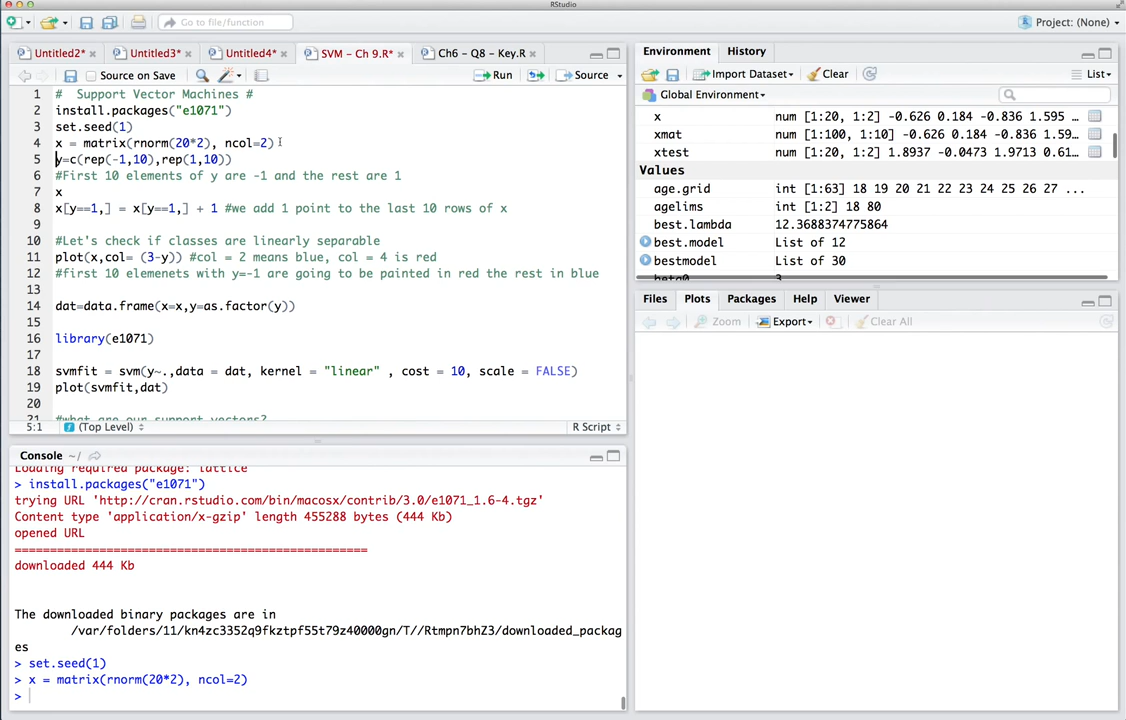 RStudio
Go to file/function
Project: (None)
Untitled2*
Untitled3*
Untitled4*
SVM – Ch 9.R*
Ch6 - Q8 - Key.R
Source on Save
Run
Source
1 # Support Vector Machines #
2 install.packages("e1071")
3 set.seed(1)
4 x = matrix(rnorm(20*2), ncol=2)
5 y=c(rep(-1,10),rep(1,10))
6 #First 10 elements of y are -1 and the rest are 1
7 x
8 x[y==1,] = x[y==1,] + 1 #we add 1 point to the last 10 rows of x
9
10 #Let's check if classes are linearly separable
11 plot(x,col= (3-y)) #col = 2 means blue, col = 4 is red
12 #first 10 elemenets with y=-1 are going to be painted in red the rest in blue
13
14 dat=data.frame(x=x,y=as.factor(y))
15
16 library(e1071)
17
18 svmfit = svm(y~.,data = dat, kernel = "linear" , cost = 10, scale = FALSE)
19 plot(svmfit,dat)
20
21 #what are our support vectors?
5:1 (Top Level) R Script
Console ~/
Loading required package: lattice
> install.packages("e1071")
trying URL 'http://cran.rstudio.com/bin/macosx/contrib/3.0/e1071_1.6-4.tgz'
Content type 'application/x-gzip' length 455288 bytes (444 Kb)
opened URL
==================================================
downloaded 444 Kb
The downloaded binary packages are in
/var/folders/11/kn4zc3352q9fkztpf55t79z40000gn/T//Rtmpn7bhZ3/downloaded_packag
es
> set.seed(1)
> x = matrix(rnorm(20*2), ncol=2)
>
Environment History
Import Dataset Clear List
Global Environment
x num [1:20, 1:2] -0.626 0.184 -0.836 1.595 ...
xmat num [1:100, 1:10] -0.626 0.184 -0.836 1.59...
xtest num [1:20, 1:2] 1.8937 -0.0473 1.9713 0.61...
Values
age.grid int [1:63] 18 19 20 21 22 23 24 25 26 27 ...
agelims int [1:2] 18 80
best.lambda 12.3688374775864
best.model List of 12
bestmodel List of 30
beta0 3
Files Plots Packages Help Viewer
Zoom Export Clear All